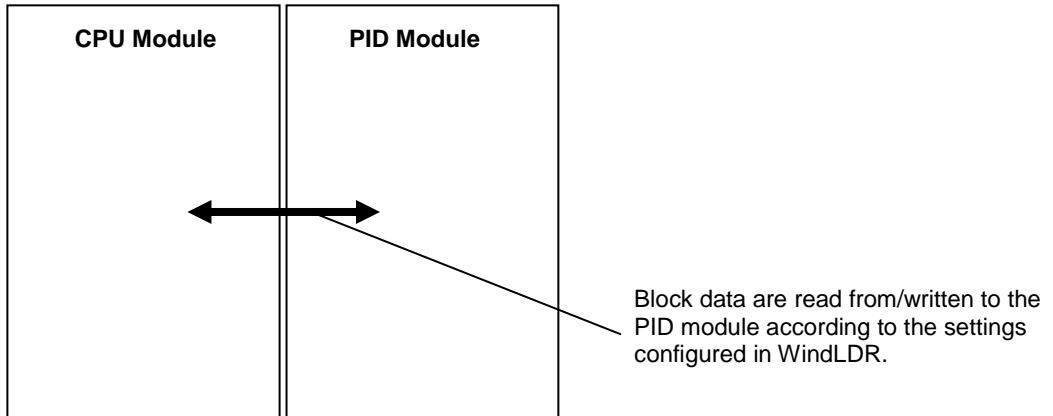 CPU Module
PID Module
Block data are read from/written to the
PID module according to the settings
configured in WindLDR.